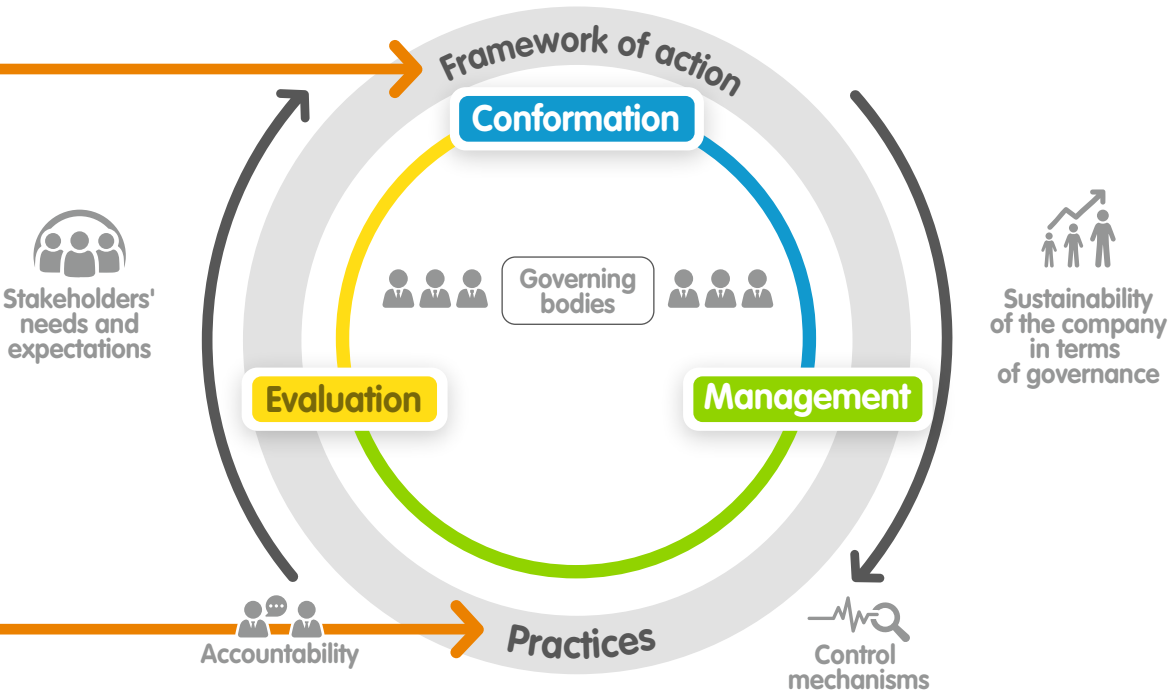 Framework of action
Conformation
Governing
bodies
Stakeholders'
needs and
expectations
Sustainability
of the company
in terms
of governance
Evaluation
Management
Accountability
Practices
Control
mechanisms